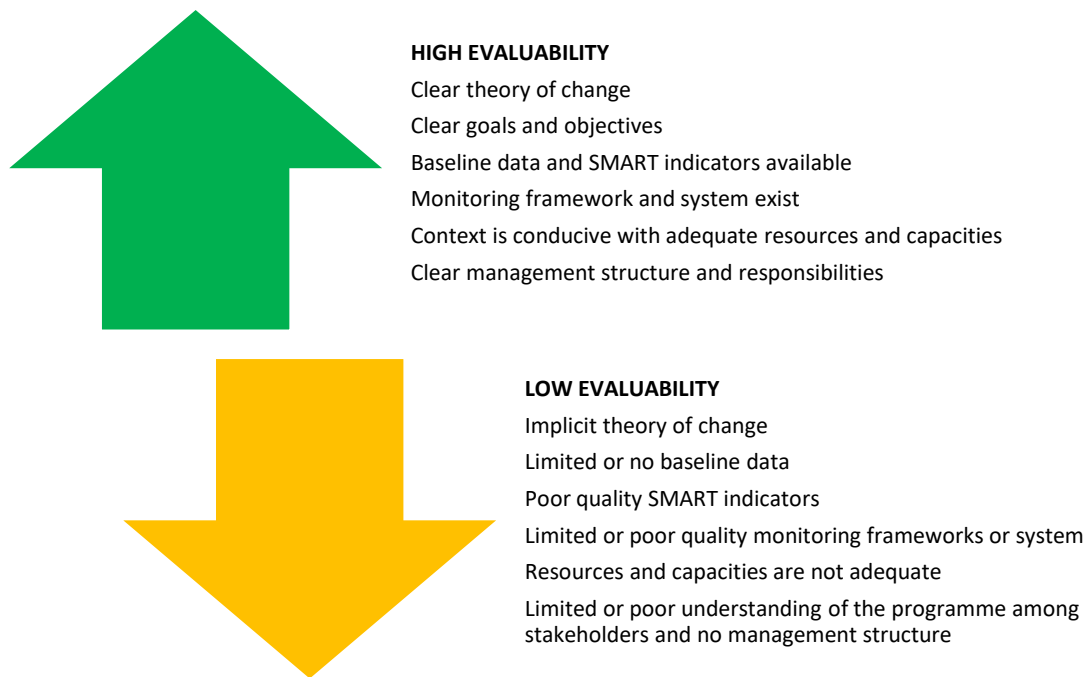 HIGH EVALUABILITY
Clear theory of change
Clear goals and objectives
Baseline data and SMART indicators available
Monitoring framework and system exist
Context is conducive with adequate resources and capacities
Clear management structure and responsibilities
LOW EVALUABILITY
Implicit theory of change
Limited or no baseline data
Poor quality SMART indicators
Limited or poor quality monitoring frameworks or system
Resources and capacities are not adequate
Limited or poor understanding of the programme among
stakeholders and no management structure